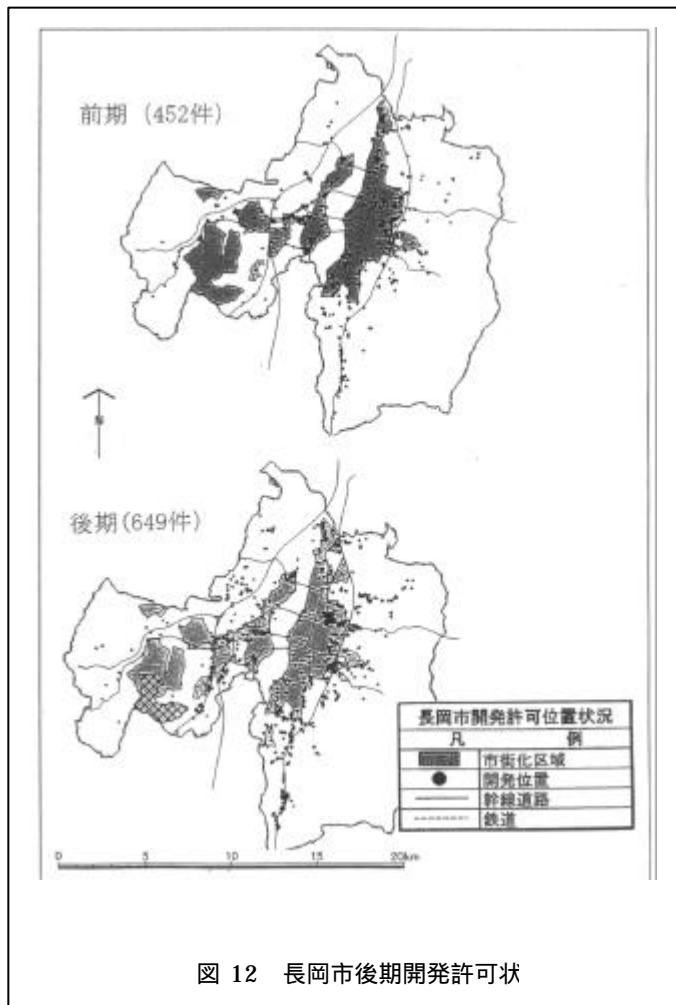 前期 (452件)
N
後期(649件)
長岡市開発許可位置状況
凡 例
市街化区域
開発位置
幹線道路
鉄道
0 5 10 15 20km
図 12 長岡市後期開発許可状